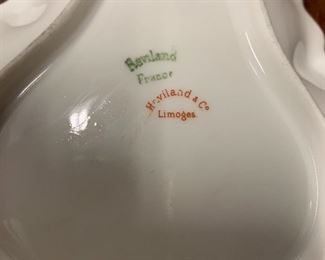 Haviland
France
Haviland & Co
Limoges